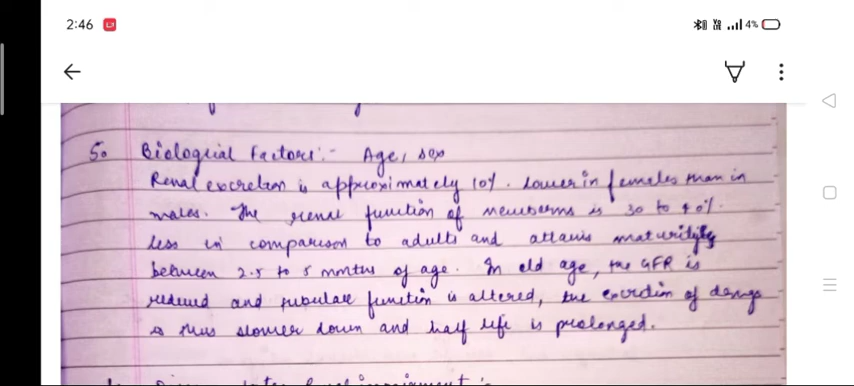 2:46 4%
5. Biological Factors:- Age, sex
Renal excretion is approximately 10%. Lower in females than in
males. The renal function of newborns is 30 to 40%.
less in comparison to adults and attains maturity
between 2.5 to 5 months of age. In old age, the GFR is
reduced and tubular function is altered, the excretion of drugs
is thus slower down and half life is prolonged.